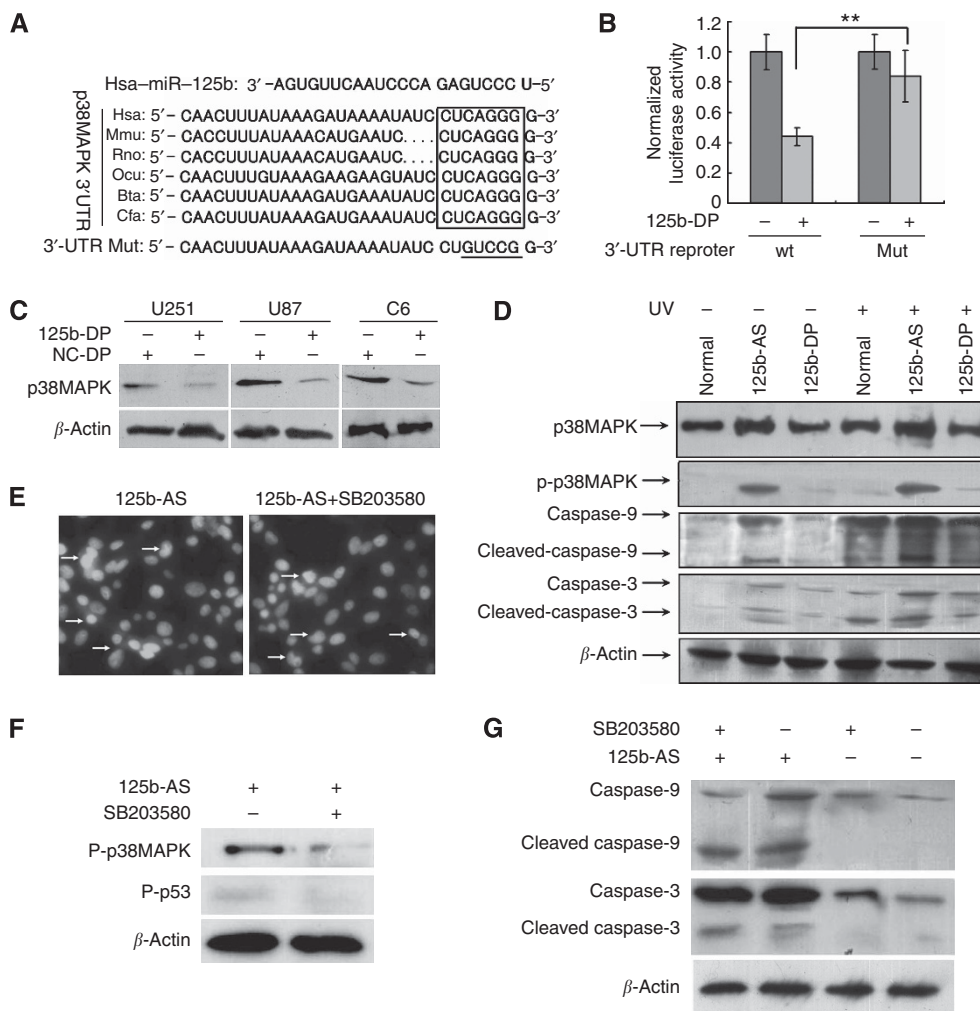 A
Hsa–miR–125b: 3′ -AGUGUUCAAUCCCA GAGUCCC U–5′
p38MAPK 3′UTR
Hsa: 5′ – CAACUUUAUAAAGAUAAAAUAUC CUCAGGG G–3′
Mmu: 5′ – CAACUUUAUAAACAUGAAUC.... CUCAGGG G–3′
Rno: 5′ – CACCUUUAUAAACAUGAAUC.... CUCAGGG G–3′
Ocu: 5′ – CAACUUUGUAAAGAAGAAGUAUC CUCAGGG G–3′
Bta: 5′ – CAACUUUAUAAAGAUGAAAUAUC CUCAGGG G–3′
Cfa: 5′ – CAACUUUAUAAAGAUGAAAUAUC CUCAGGG G–3′
3′-UTR Mut: 5′ – CAACUUUAUAAAGAUAAAAUAUC CUGUCCG G–3′
B
Normalized
luciferase activity
1.2
1.0
0.8
0.6
0.4
0.2
0
**
125b-DP – + – +
3′-UTR reproter wt Mut
C
U251 U87 C6
125b-DP – + – + – +
NC-DP + – + – + –
p38MAPK
β-Actin
D
UV – – – + + +
Normal 125b-AS 125b-DP Normal 125b-AS 125b-DP
p38MAPK
p-p38MAPK
Caspase-9
Cleaved-caspase-9
Caspase-3
Cleaved-caspase-3
β-Actin
E
125b-AS 125b-AS+SB203580
F
125b-AS + +
SB203580 – +
P-p38MAPK
P-p53
β-Actin
G
SB203580 + – + –
125b-AS + + – –
Caspase-9
Cleaved caspase-9
Caspase-3
Cleaved caspase-3
β-Actin